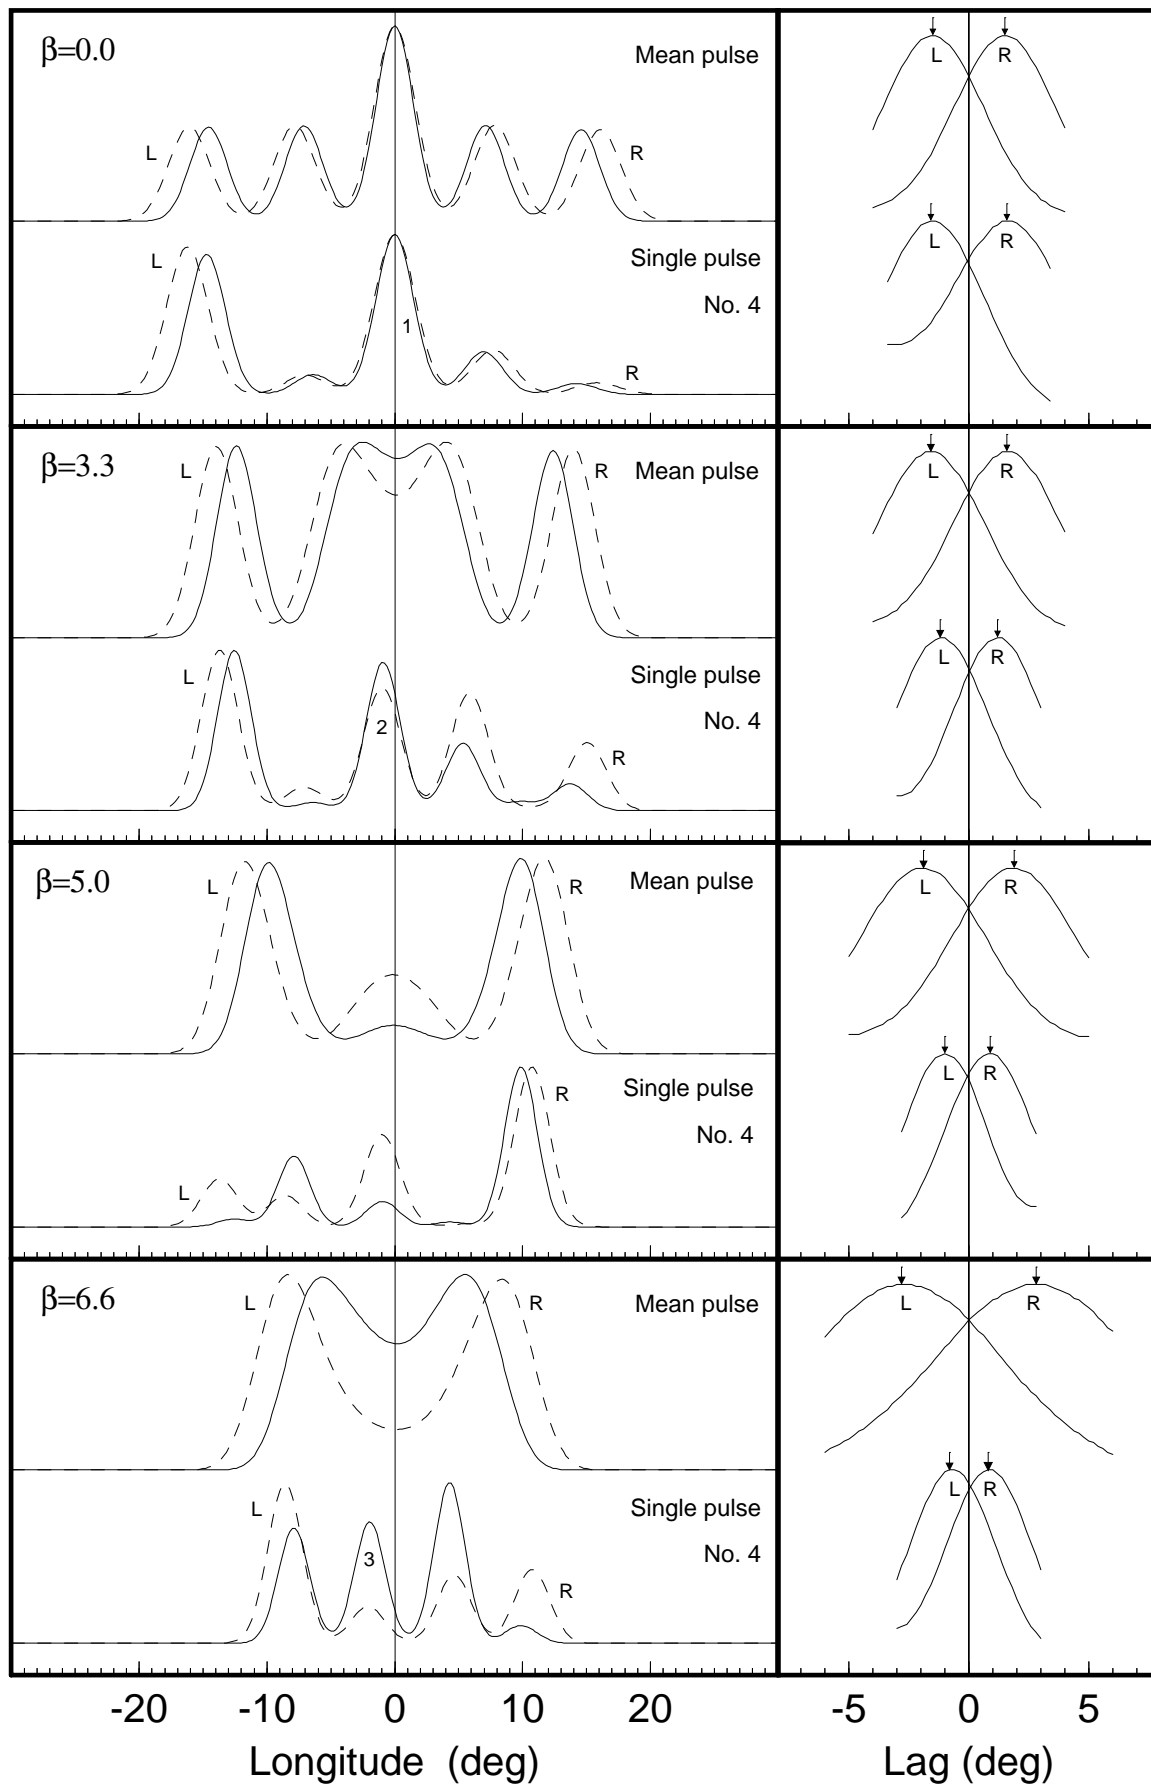 β=0.0
Mean pulse
L
R
L
R
Single pulse
No. 4
L
1
R
L
R
β=3.3
Mean pulse
L
R
L
R
Single pulse
No. 4
L
2
R
L
R
β=5.0
Mean pulse
L
R
L
R
Single pulse
No. 4
L
R
L
R
β=6.6
Mean pulse
L
R
L
R
Single pulse
No. 4
L
3
R
L
R
-20 -10 0 10 20
-5 0 5
Longitude (deg)
Lag (deg)